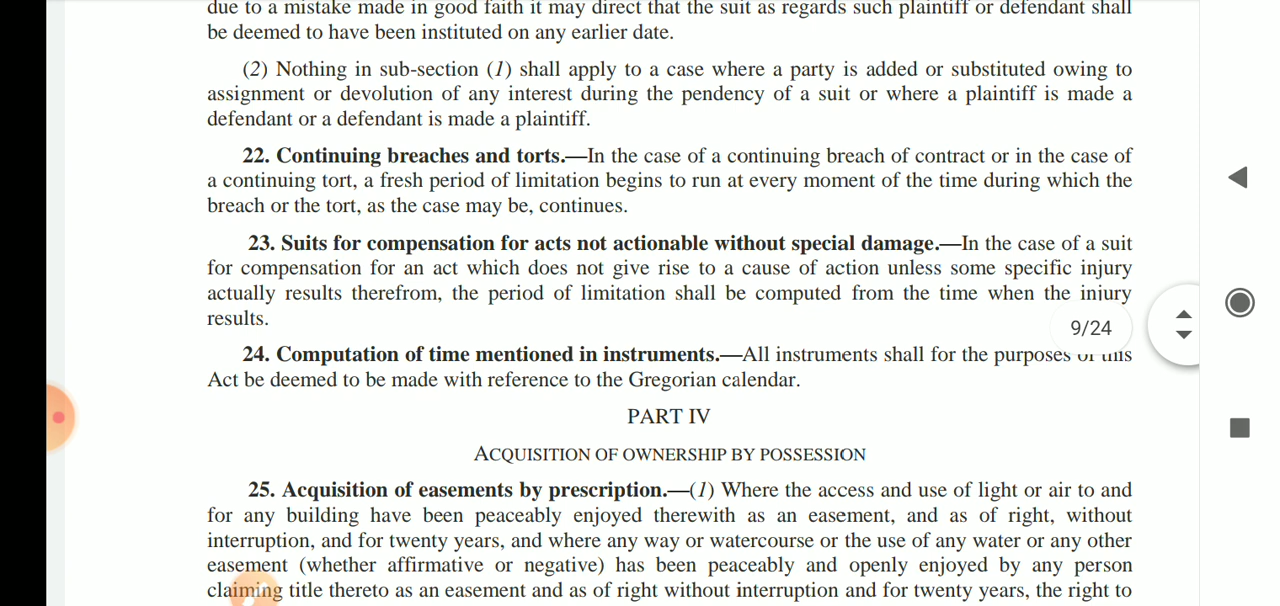 due to a mistake made in good faith it may direct that the suit as regards such plaintiff or defendant shall
be deemed to have been instituted on any earlier date.
(2) Nothing in sub-section (1) shall apply to a case where a party is added or substituted owing to
assignment or devolution of any interest during the pendency of a suit or where a plaintiff is made a
defendant or a defendant is made a plaintiff.
22. Continuing breaches and torts.—In the case of a continuing breach of contract or in the case of
a continuing tort, a fresh period of limitation begins to run at every moment of the time during which the
breach or the tort, as the case may be, continues.
23. Suits for compensation for acts not actionable without special damage.—In the case of a suit
for compensation for an act which does not give rise to a cause of action unless some specific injury
actually results therefrom, the period of limitation shall be computed from the time when the injury
results.
9/24
24. Computation of time mentioned in instruments.—All instruments shall for the purposes of this
Act be deemed to be made with reference to the Gregorian calendar.
PART IV
ACQUISITION OF OWNERSHIP BY POSSESSION
25. Acquisition of easements by prescription.—(1) Where the access and use of light or air to and
for any building have been peaceably enjoyed therewith as an easement, and as of right, without
interruption, and for twenty years, and where any way or watercourse or the use of any water or any other
easement (whether affirmative or negative) has been peaceably and openly enjoyed by any person
claiming title thereto as an easement and as of right without interruption and for twenty years, the right to